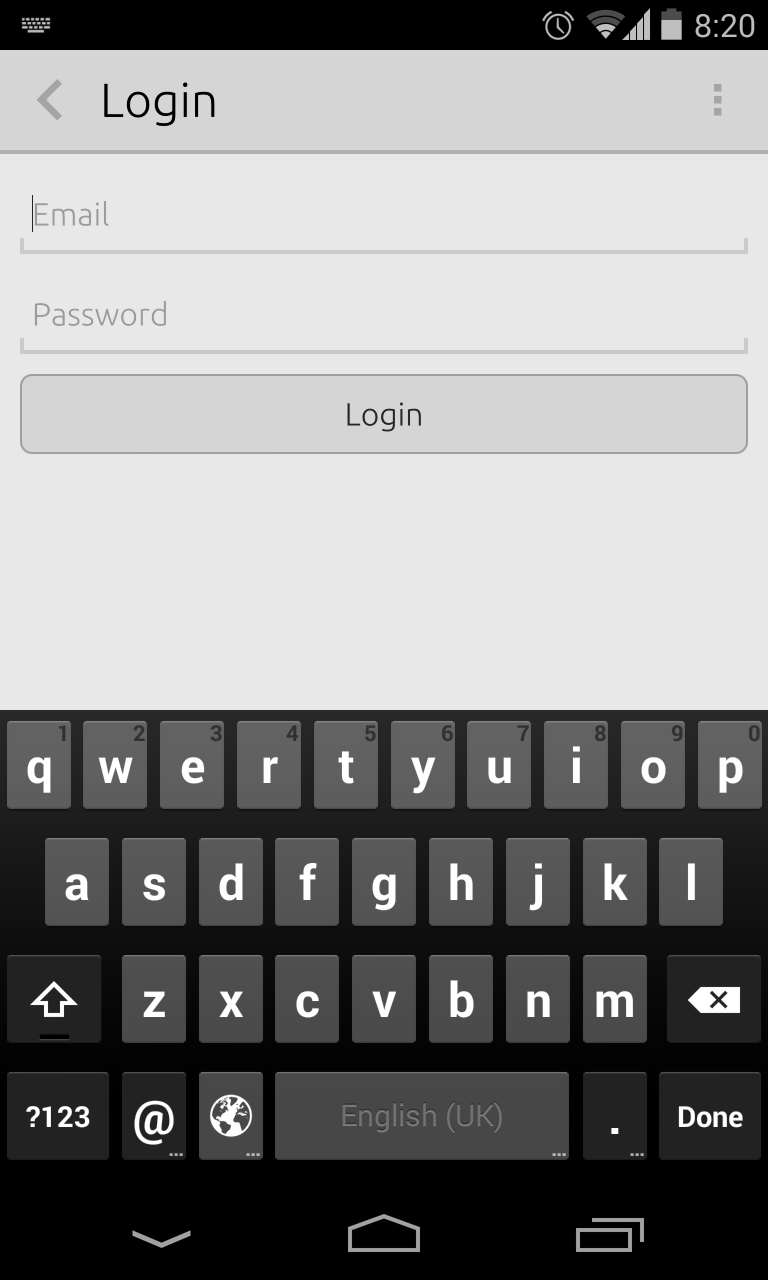 8:20
Login
Email
Password
Login
1 2 3 4 5 6 7 8 9 0
q w e r t y u i o p
a s d f g h j k l
z x c v b n m
?123 @ English (UK) . Done